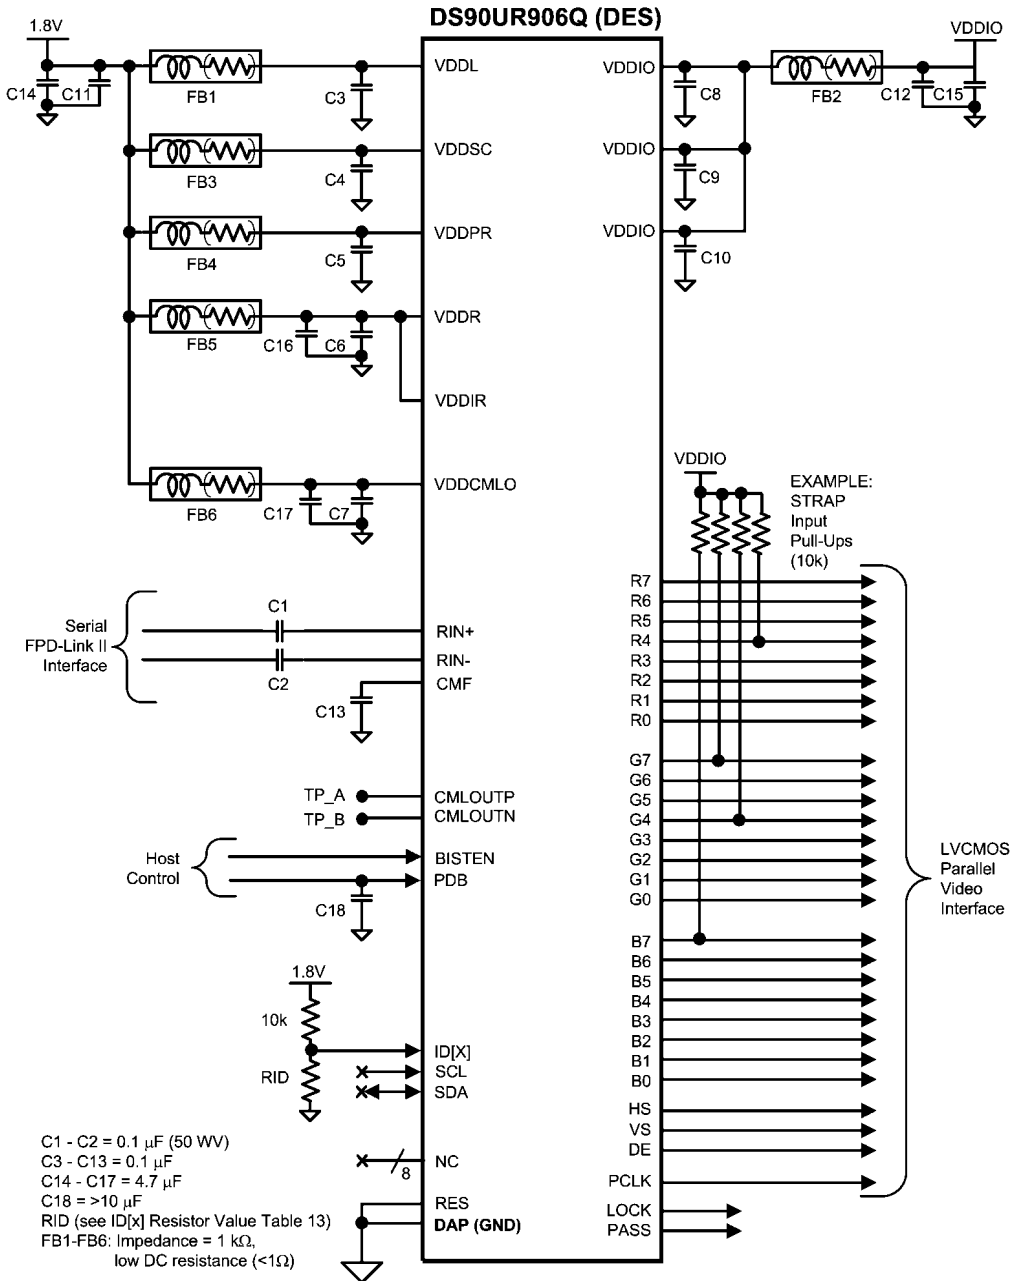 DS90UR906Q (DES)
1.8V
C14
C11
FB1
C3
VDDL
FB3
C4
VDDSC
FB4
C5
VDDPR
FB5
C16
C6
VDDR
VDDIR
FB6
C17
C7
VDDCMLO
VDDIO
VDDIO
C8
FB2
C12
C15
VDDIO
C9
VDDIO
C10
VDDIO
EXAMPLE:
STRAP
Input
Pull-Ups
(10k)
Serial
FPD-Link II
Interface
C1
C2
RIN+
RIN-
CMF
C13
TP_A
TP_B
CMLOUTP
CMLOUTN
Host
Control
BISTEN
PDB
C18
1.8V
10k
RID
ID[X]
SCL
SDA
NC
8
RES
DAP (GND)
R7
R6
R5
R4
R3
R2
R1
R0
G7
G6
G5
G4
G3
G2
G1
G0
B7
B6
B5
B4
B3
B2
B1
B0
HS
VS
DE
PCLK
LOCK
PASS
LVCMOS
Parallel
Video
Interface
C1 - C2 = 0.1 μF (50 WV)
C3 - C13 = 0.1 μF
C14 - C17 = 4.7 μF
C18 = >10 μF
RID (see ID[x] Resistor Value Table 13)
FB1-FB6: Impedance = 1 kΩ,
low DC resistance (<1Ω)